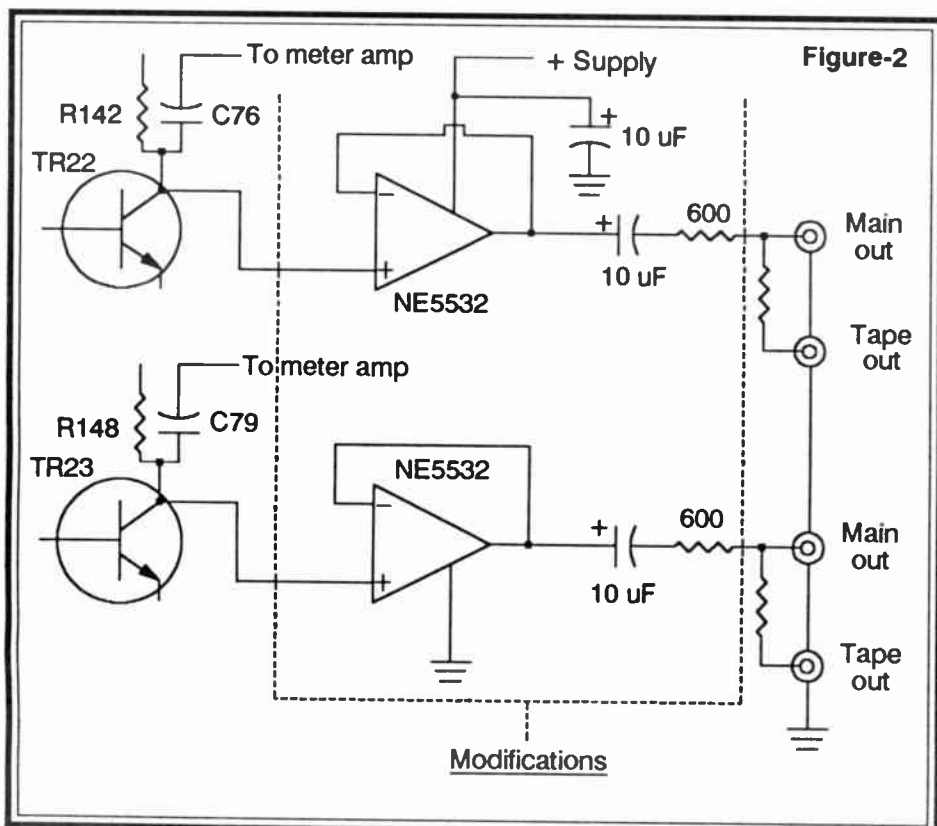 Figure-2
To meter amp
+ Supply
R142
C76
+
10 uF
TR22
−
+
NE5532
+
10 uF
600
Main
out
Tape
out
To meter amp
R148
C79
TR23
NE5532
−
+
+
10 uF
600
Main
out
Tape
out
Modifications